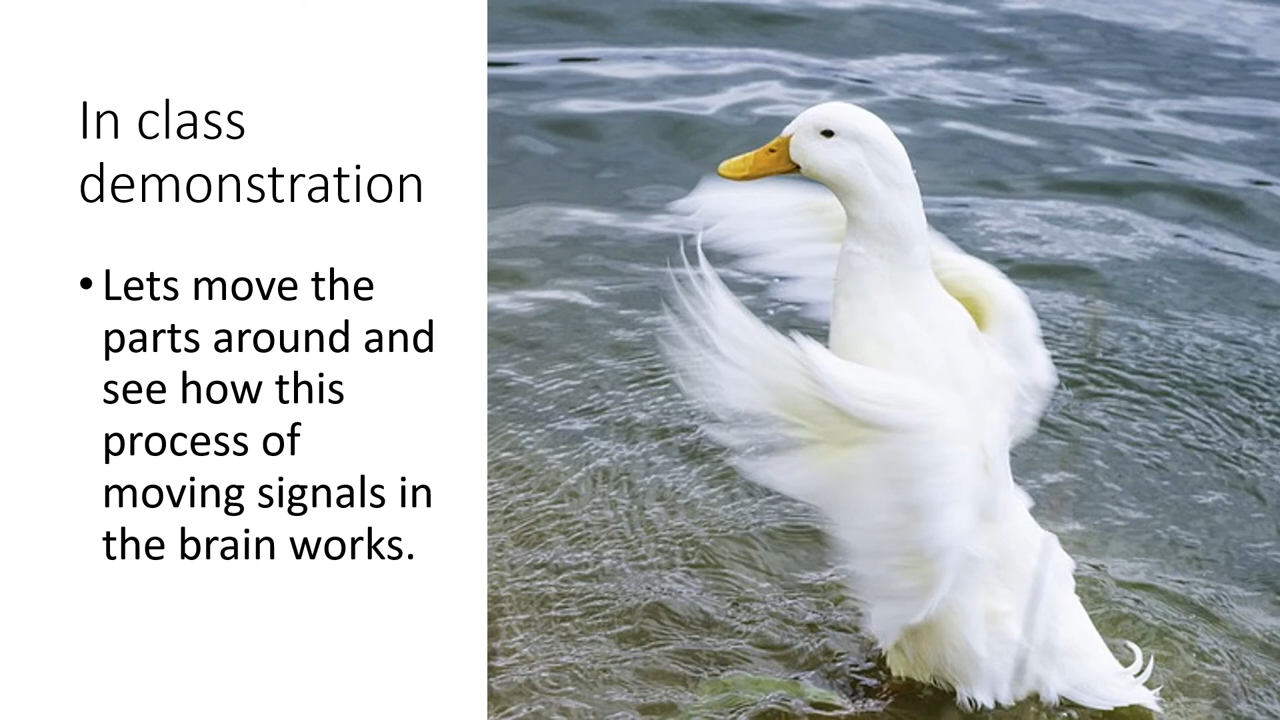 In class
demonstration
• Lets move the
parts around and
see how this
process of
moving signals in
the brain works.